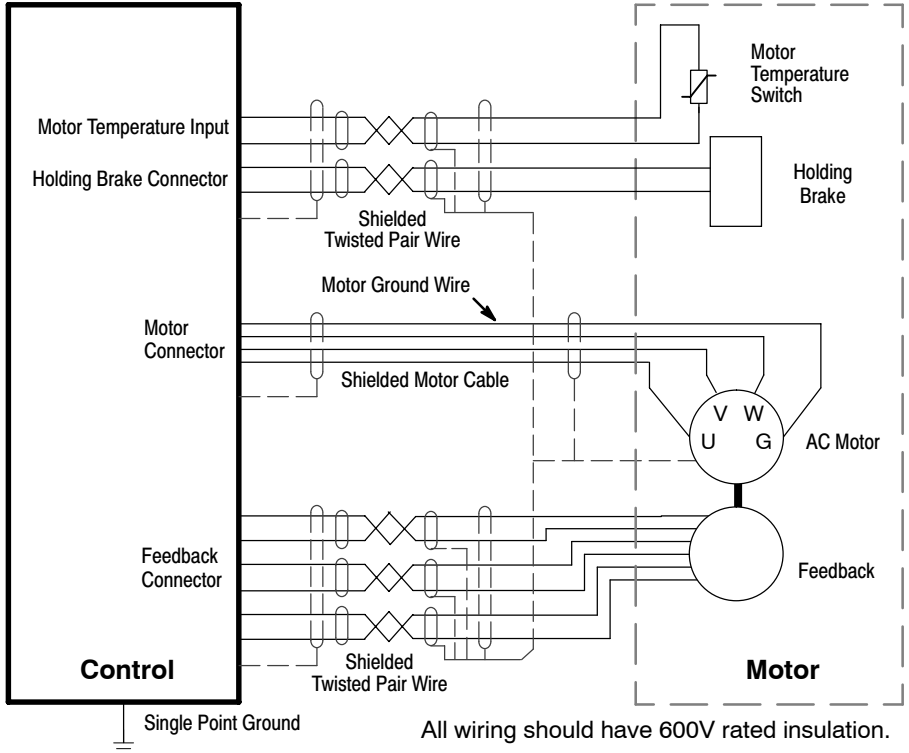 Motor
Temperature
Switch
Motor Temperature Input
Holding Brake Connector
Holding
Brake
Shielded
Twisted Pair Wire
Motor Ground Wire
Motor
Connector
Shielded Motor Cable
V W
U G
AC Motor
Feedback
Connector
Feedback
Control
Shielded
Twisted Pair Wire
Motor
Single Point Ground
All wiring should have 600V rated insulation.